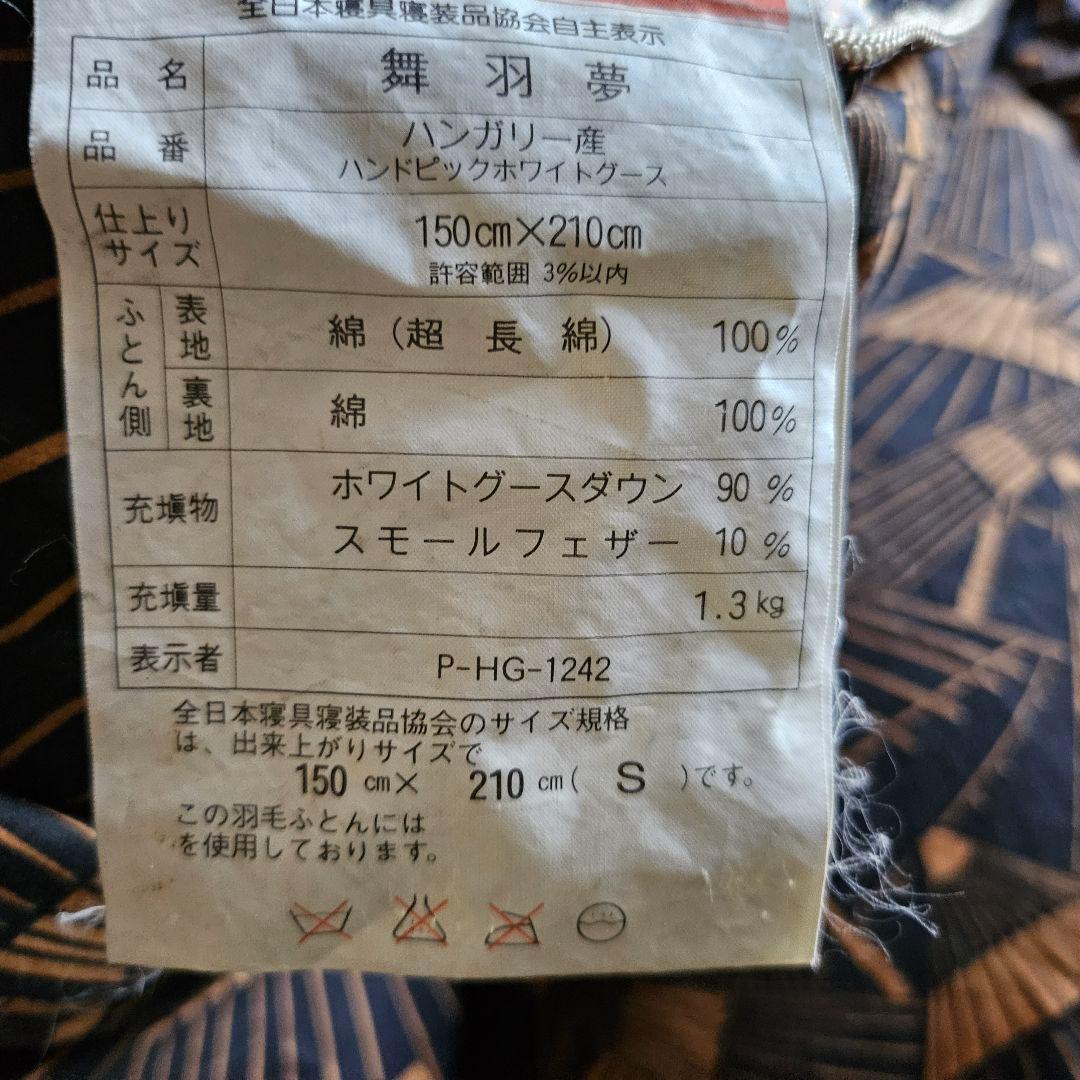 全日本寝具寝装品協会自主表示
品 名 舞 羽 夢
品 番 ハンガリー産
ハンドピックホワイトグース
仕上り
サイズ
150cm×210cm
許容範囲 3%以内
ふとん側
表地 綿（超 長 綿） 100%
裏地 綿 100%
充塡物 ホワイトグースダウン 90 %
スモールフェザー 10 %
充塡量 1.3kg
表示者 P-HG-1242
全日本寝具寝装品協会のサイズ規格
は、出来上がりサイズで
150 cm× 210 cm( S )です。
この羽毛ふとんには
を使用しております。